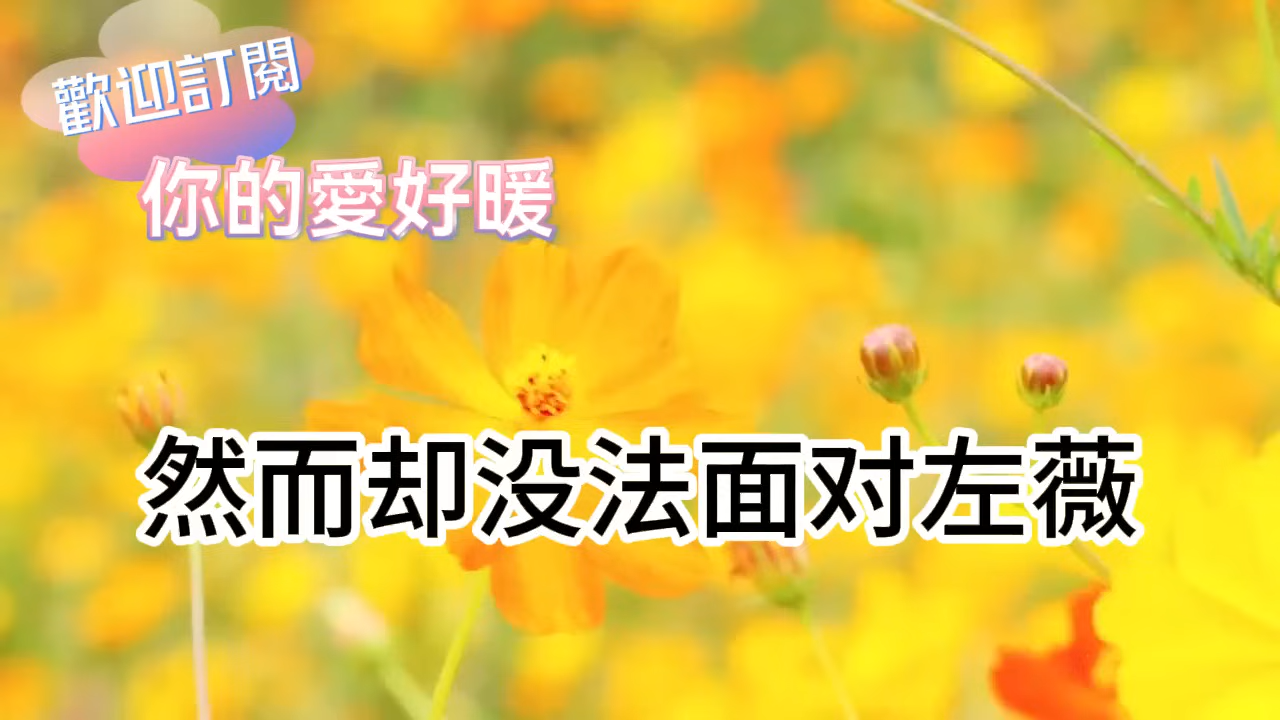 歡迎訂閱
你的愛好暖
然而却没法面对左薇